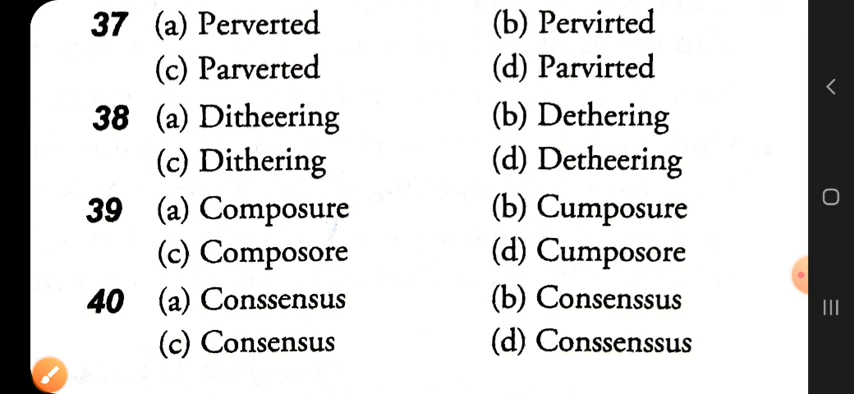 37 (a) Perverted (b) Pervirted
(c) Parverted (d) Parvirted
38 (a) Ditheering (b) Dethering
(c) Dithering (d) Detheering
39 (a) Composure (b) Cumposure
(c) Composore (d) Cumposore
40 (a) Conssensus (b) Consenssus
(c) Consensus (d) Conssenssus